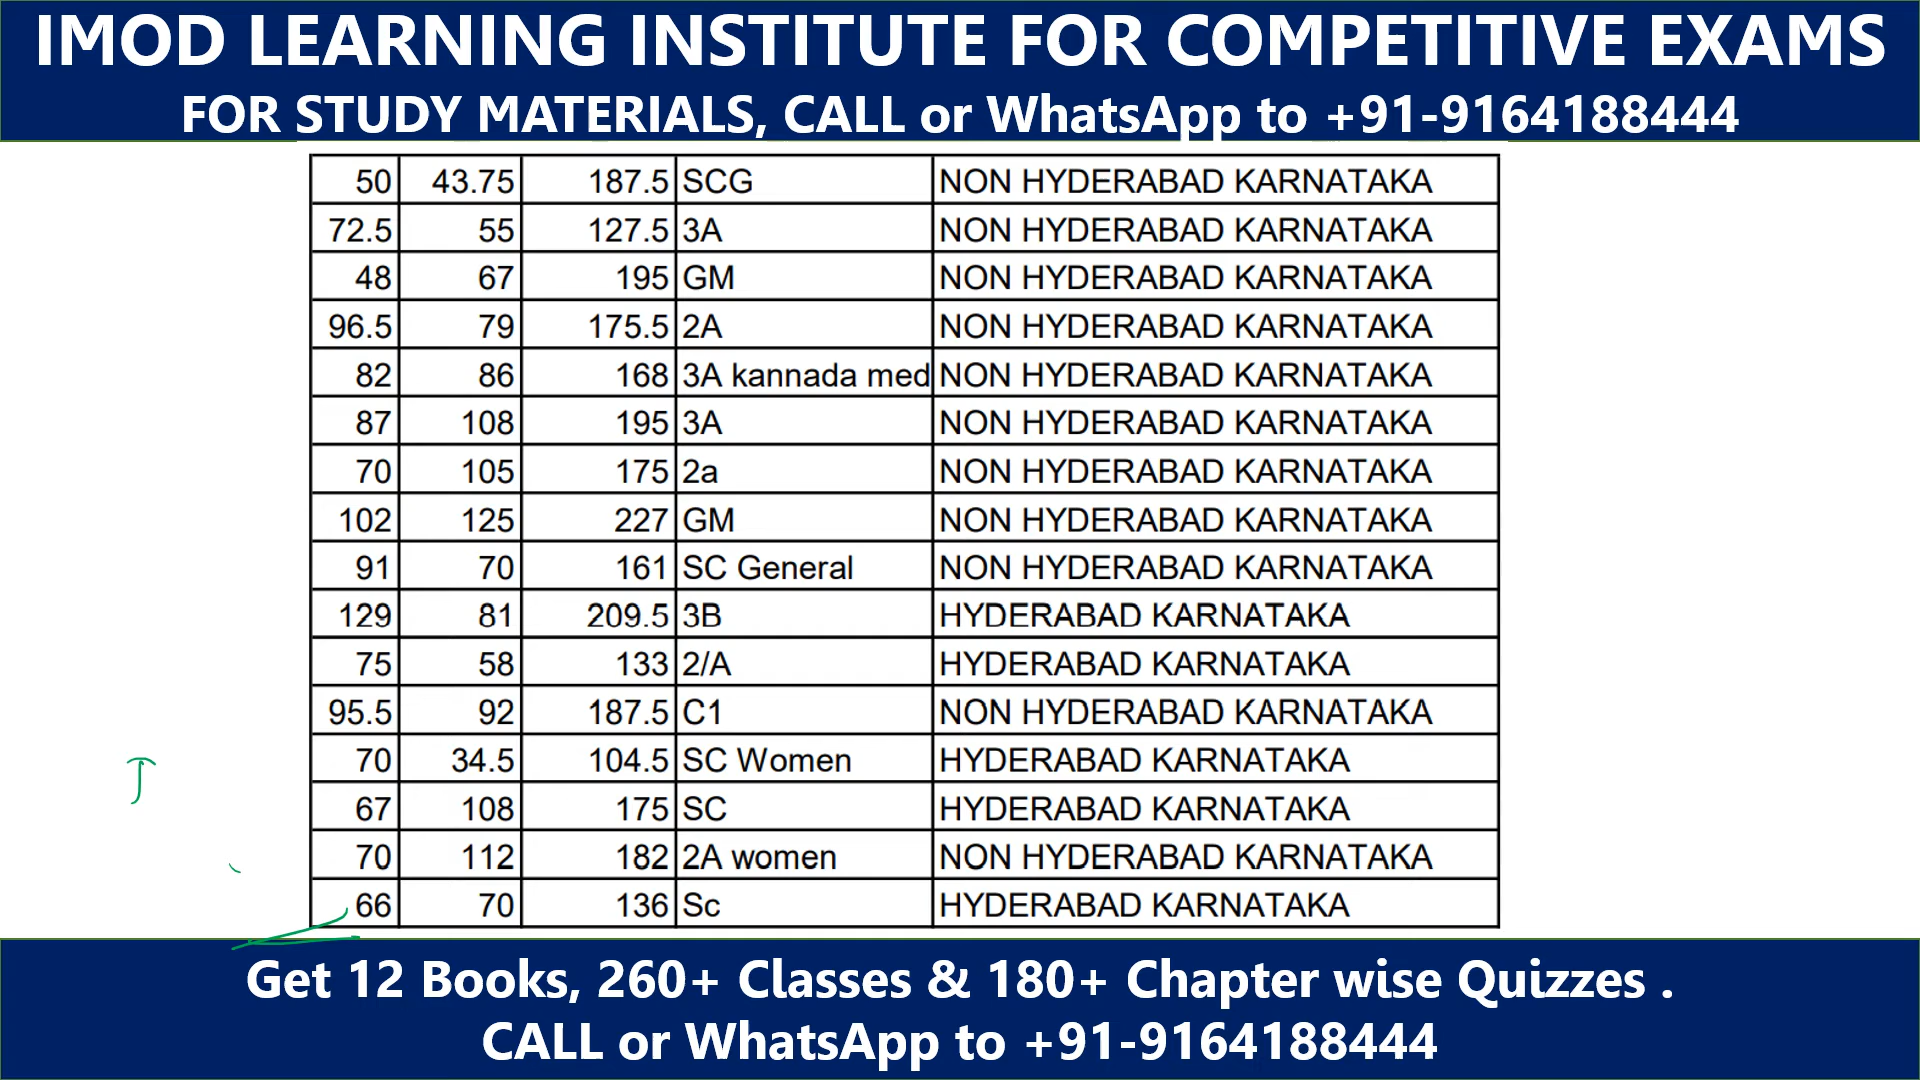 IMOD LEARNING INSTITUTE FOR COMPETITIVE EXAMS
FOR STUDY MATERIALS, CALL or WhatsApp to +91-9164188444
50 43.75 187.5 SCG NON HYDERABAD KARNATAKA
72.5 55 127.5 3A NON HYDERABAD KARNATAKA
48 67 195 GM NON HYDERABAD KARNATAKA
96.5 79 175.5 2A NON HYDERABAD KARNATAKA
82 86 168 3A kannada med NON HYDERABAD KARNATAKA
87 108 195 3A NON HYDERABAD KARNATAKA
70 105 175 2a NON HYDERABAD KARNATAKA
102 125 227 GM NON HYDERABAD KARNATAKA
91 70 161 SC General NON HYDERABAD KARNATAKA
129 81 209.5 3B HYDERABAD KARNATAKA
75 58 133 2/A HYDERABAD KARNATAKA
95.5 92 187.5 C1 NON HYDERABAD KARNATAKA
70 34.5 104.5 SC Women HYDERABAD KARNATAKA
67 108 175 SC HYDERABAD KARNATAKA
70 112 182 2A women NON HYDERABAD KARNATAKA
66 70 136 Sc HYDERABAD KARNATAKA
Get 12 Books, 260+ Classes & 180+ Chapter wise Quizzes .
CALL or WhatsApp to +91-9164188444